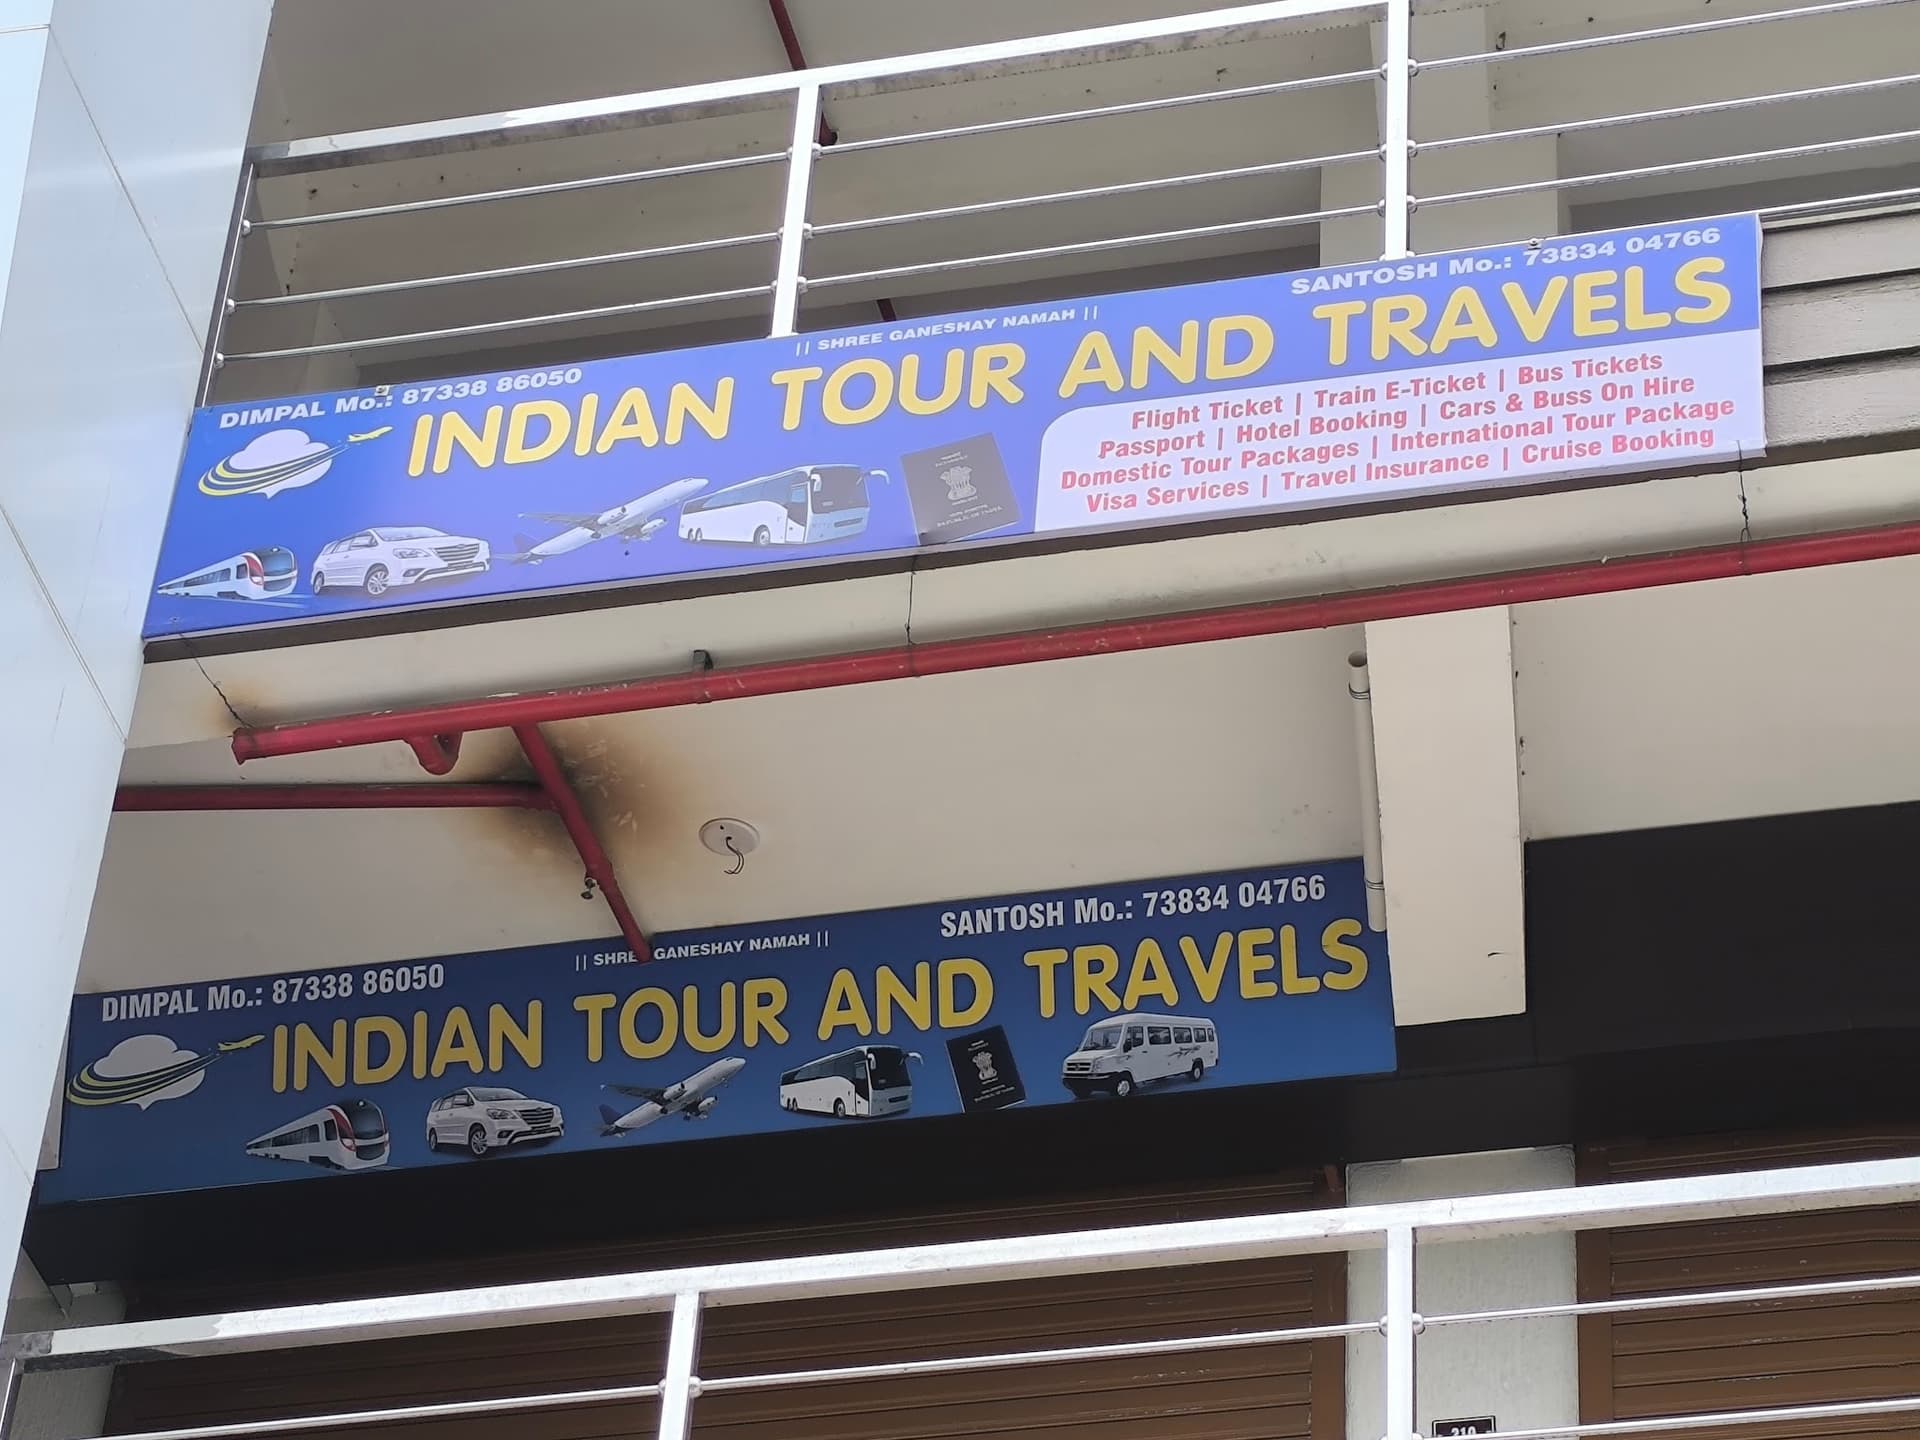 || SHREE GANESHAY NAMAH ||
DIMPAL Mo.: 87338 86050
SANTOSH Mo.: 73834 04766
INDIAN TOUR AND TRAVELS
Flight Ticket | Train E-Ticket | Bus Tickets
Passport | Hotel Booking | Cars & Buss On Hire
Domestic Tour Packages | International Tour Package
Visa Services | Travel Insurance | Cruise Booking
|| SHREE GANESHAY NAMAH ||
DIMPAL Mo.: 87338 86050
SANTOSH Mo.: 73834 04766
INDIAN TOUR AND TRAVELS